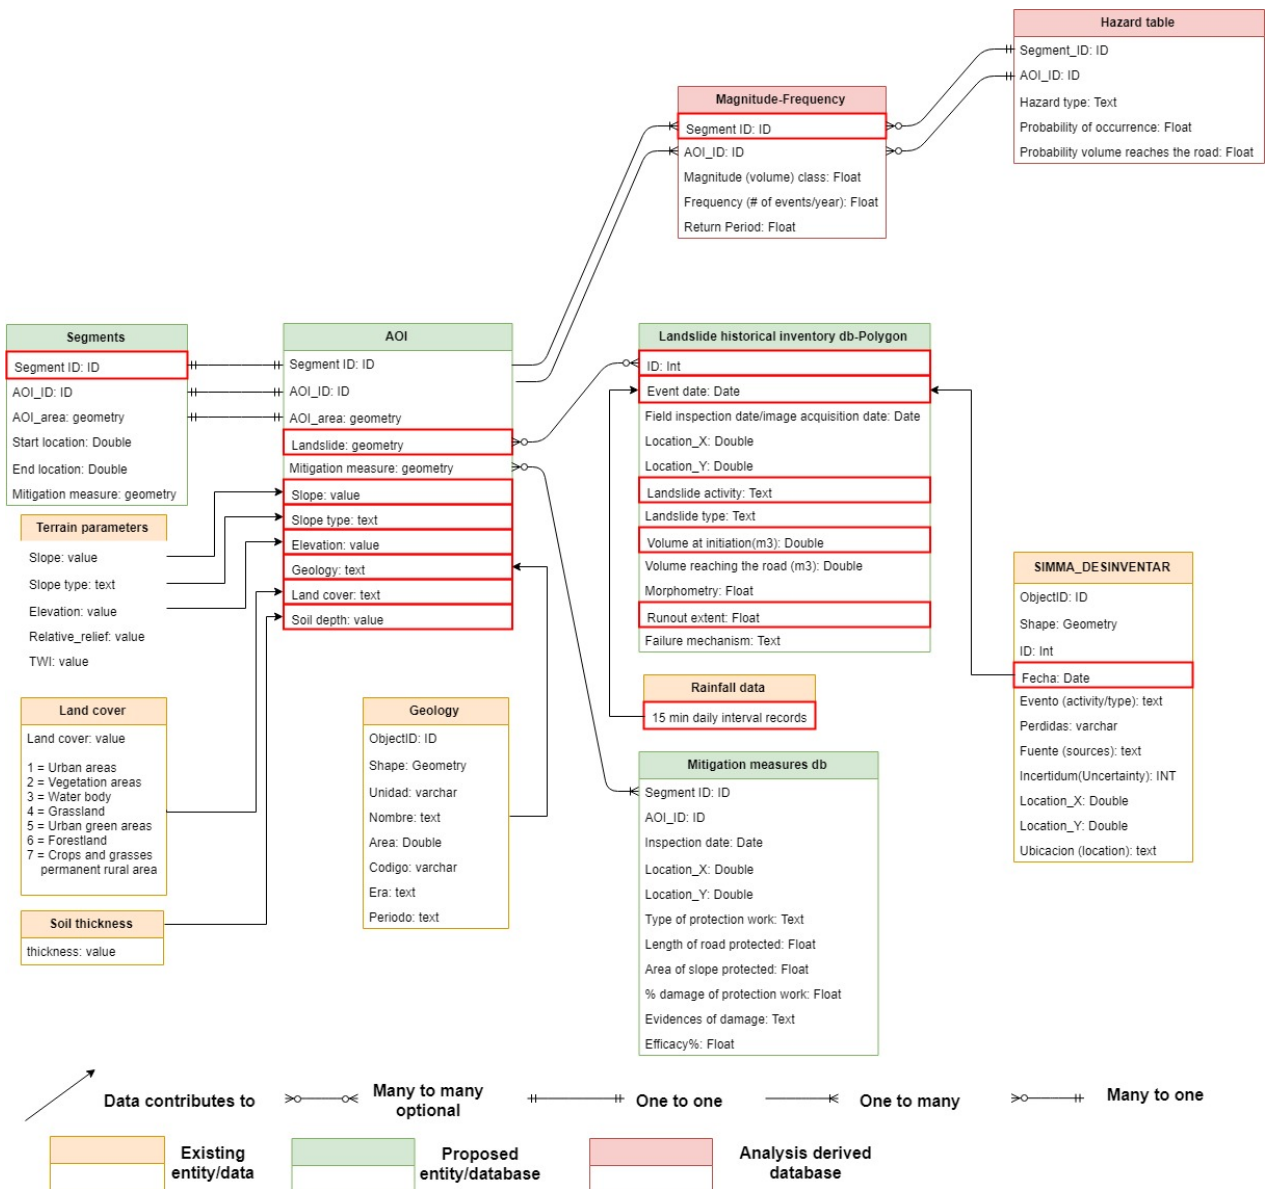 Hazard table
Segment_ID: ID
AOI_ID: ID
Hazard type: Text
Probability of occurrence: Float
Probability volume reaches the road: Float
Magnitude-Frequency
Segment ID: ID
AOI_ID: ID
Magnitude (volume) class: Float
Frequency (# of events/year): Float
Return Period: Float
Segments
Segment ID: ID
AOI_ID: ID
AOI_area: geometry
Start location: Double
End location: Double
Mitigation measure: geometry
AOI
Segment ID: ID
AOI_ID: ID
AOI_area: geometry
Landslide: geometry
Mitigation measure: geometry
Slope: value
Slope type: text
Elevation: value
Geology: text
Land cover: text
Soil depth: value
Landslide historical inventory db-Polygon
ID: Int
Event date: Date
Field inspection date/image acquisition date: Date
Location_X: Double
Location_Y: Double
Landslide activity: Text
Landslide type: Text
Volume at initiation(m3): Double
Volume reaching the road (m3): Double
Morphometry: Float
Runout extent: Float
Failure mechanism: Text
Terrain parameters
Slope: value
Slope type: text
Elevation: value
Relative_relief: value
TWI: value
SIMMA_DESINVENTAR
ObjectID: ID
Shape: Geometry
ID: Int
Fecha: Date
Evento (activity/type): text
Perdidas: varchar
Fuente (sources): text
Incertidum(Uncertainty): INT
Location_X: Double
Location_Y: Double
Ubicacion (location): text
Rainfall data
15 min daily interval records
Land cover
Land cover: value
1 = Urban areas
2 = Vegetation areas
3 = Water body
4 = Grassland
5 = Urban green areas
6 = Forestland
7 = Crops and grasses
permanent rural area
Geology
ObjectID: ID
Shape: Geometry
Unidad: varchar
Nombre: text
Area: Double
Codigo: varchar
Era: text
Periodo: text
Mitigation measures db
Segment ID: ID
AOI_ID: ID
Inspection date: Date
Location_X: Double
Location_Y: Double
Type of protection work: Text
Length of road protected: Float
Area of slope protected: Float
% damage of protection work: Float
Evidences of damage: Text
Efficacy%: Float
Soil thickness
thickness: value
Data contributes to
Many to many
optional
One to one
One to many
Many to one
Existing
entity/data
Proposed
entity/database
Analysis derived
database